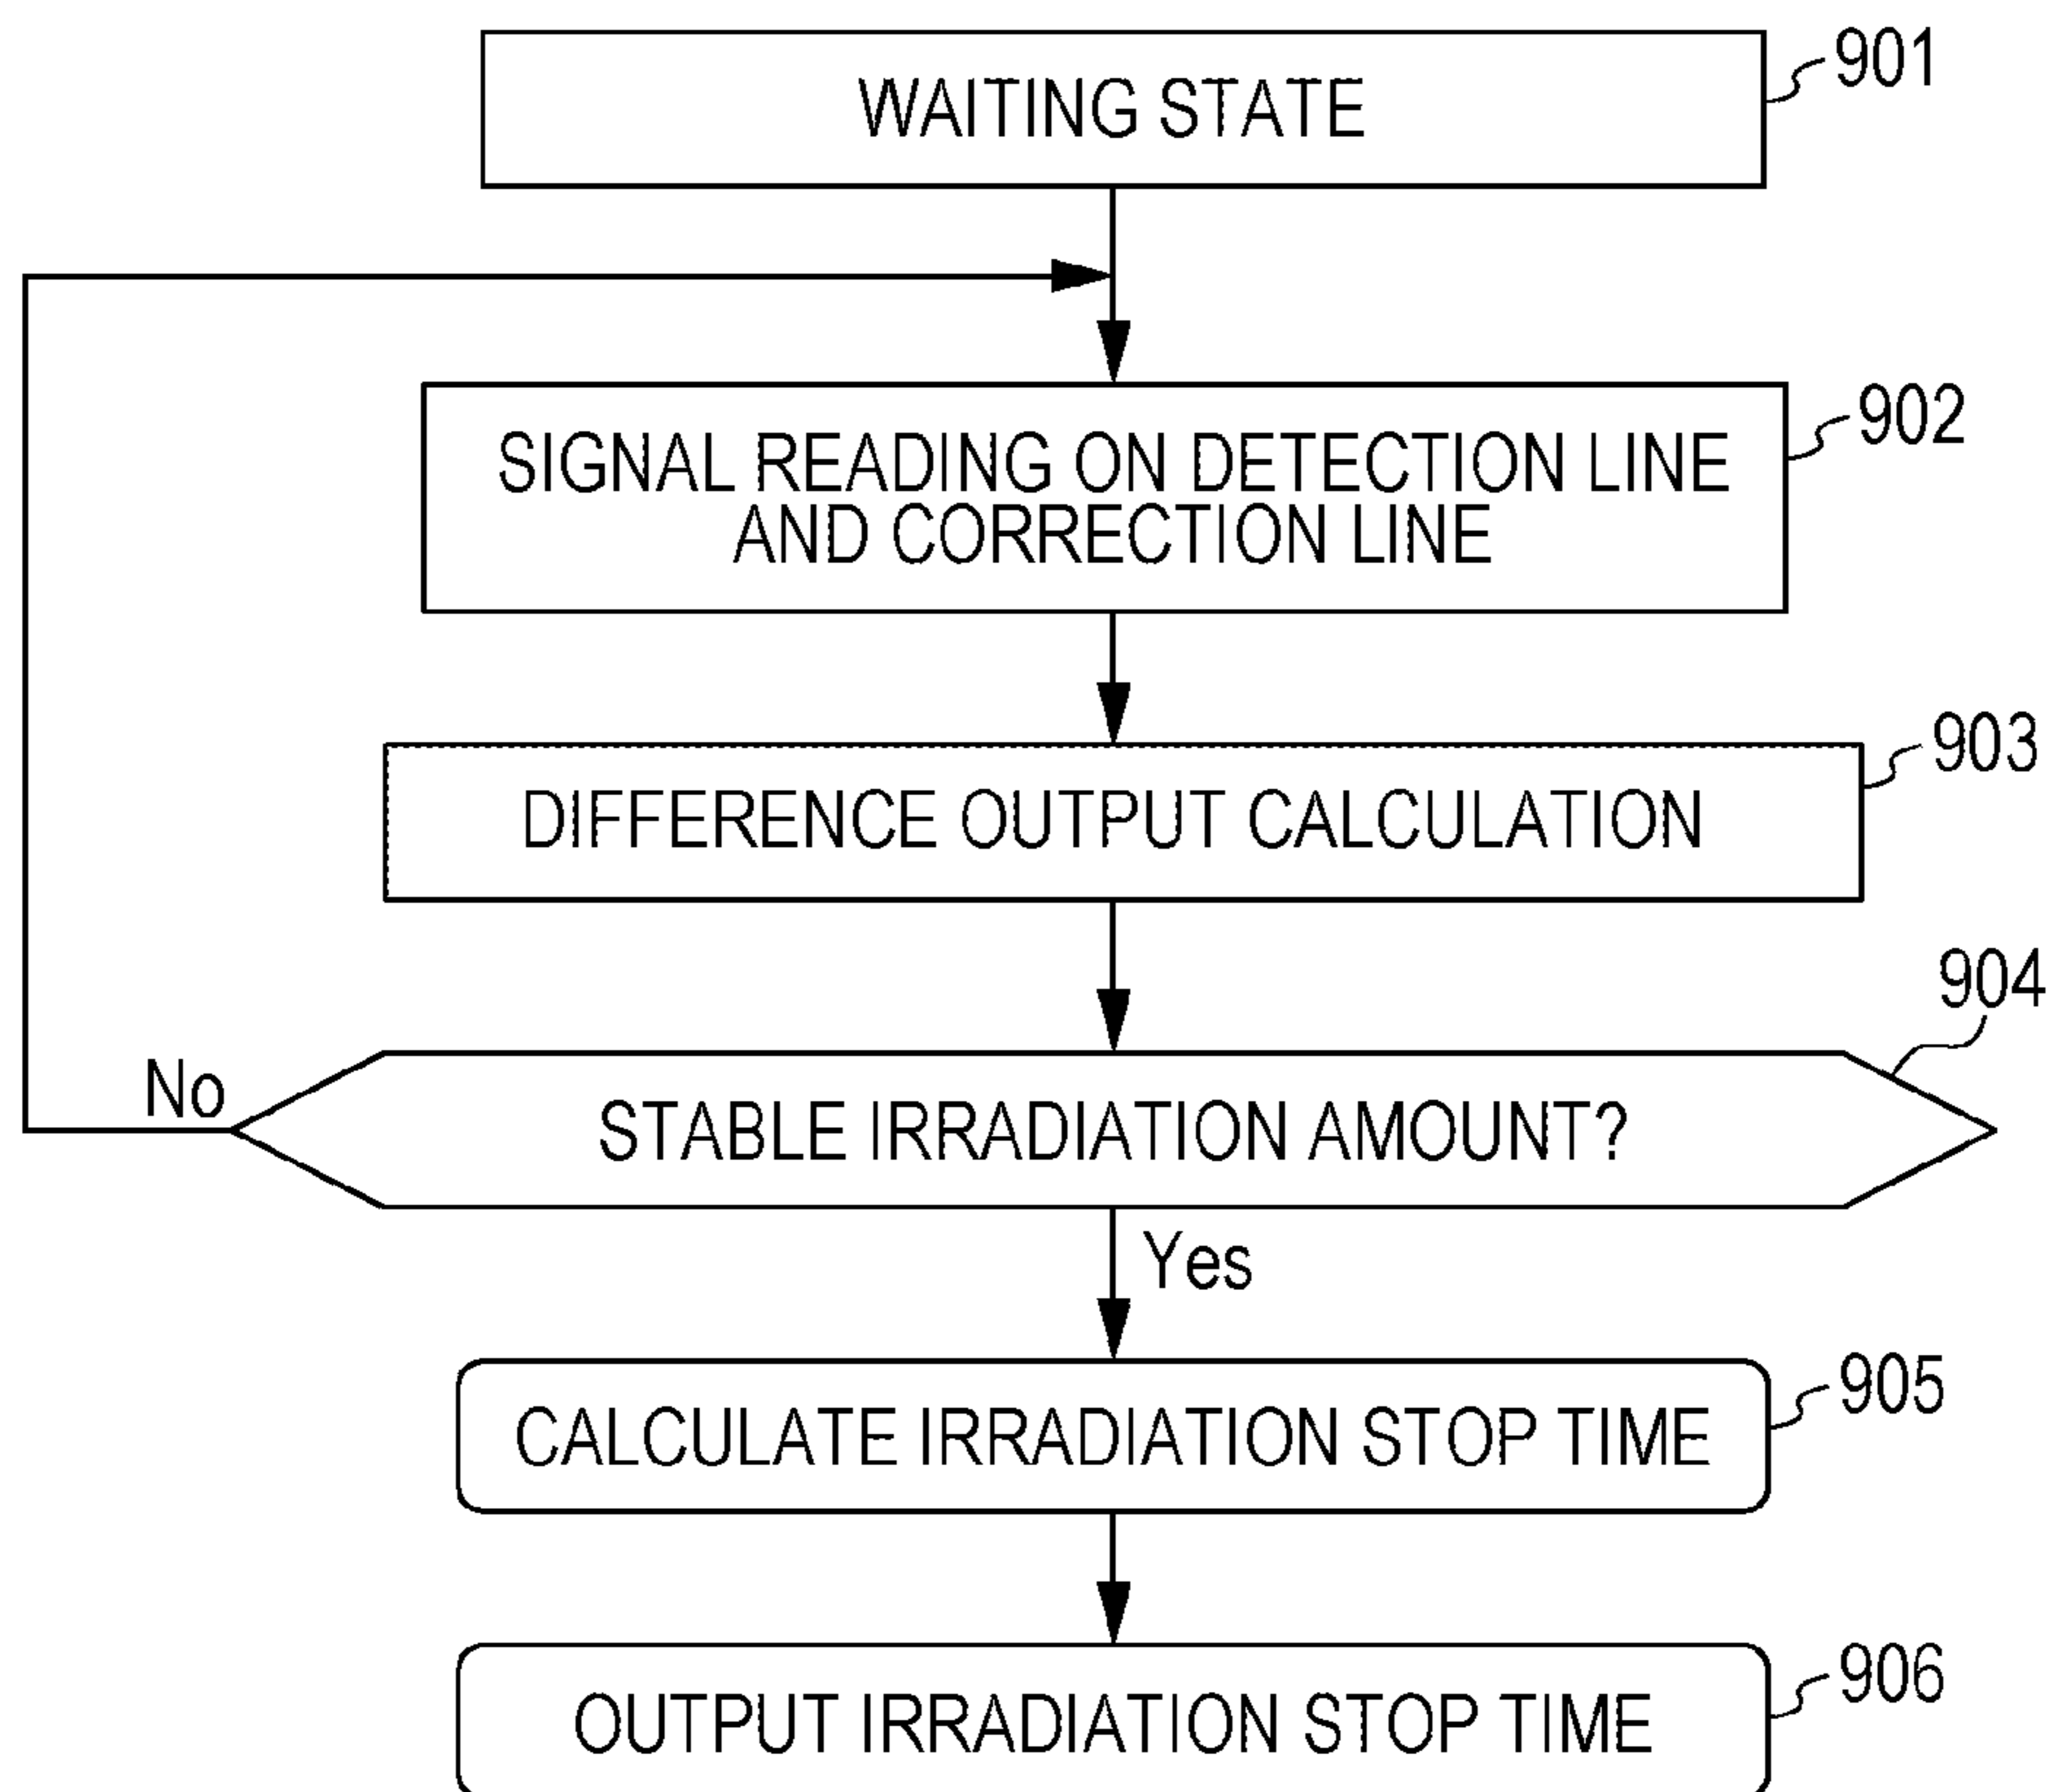 WAITING STATE
901
SIGNAL READING ON DETECTION LINE
AND CORRECTION LINE
902
DIFFERENCE OUTPUT CALCULATION
903
904
No
STABLE IRRADIATION AMOUNT?
Yes
CALCULATE IRRADIATION STOP TIME
905
OUTPUT IRRADIATION STOP TIME
906